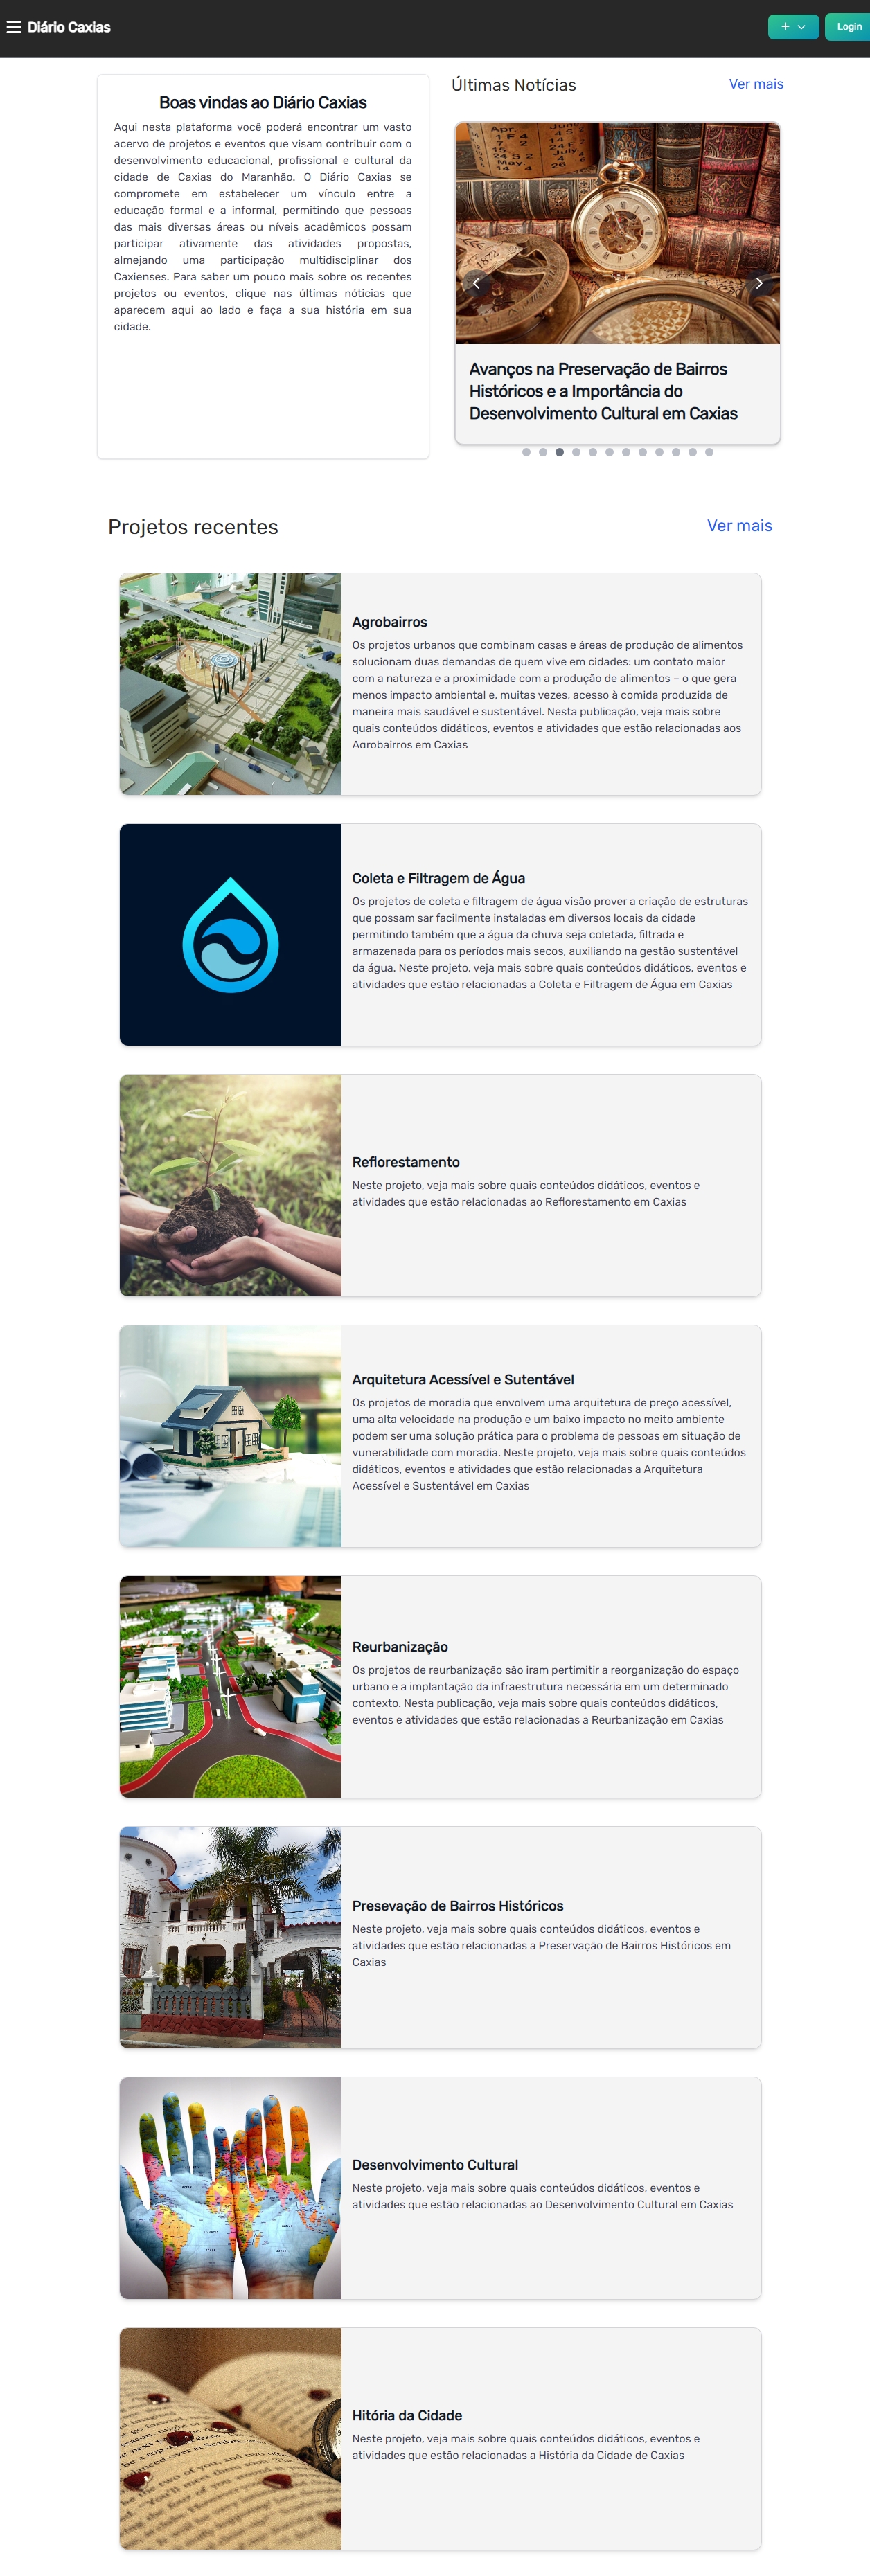 Diário Caxias
+
Login
Boas vindas ao Diário Caxias
Aqui nesta plataforma você poderá encontrar um vasto
acervo de projetos e eventos que visam contribuir com o
desenvolvimento educacional, profissional e cultural da
cidade de Caxias do Maranhão. O Diário Caxias se
compromete em estabelecer um vínculo entre a
educação formal e a informal, permitindo que pessoas
das mais diversas áreas ou níveis acadêmicos possam
participar ativamente das atividades propostas,
almejando uma participação multidisciplinar dos
Caxienses. Para saber um pouco mais sobre os recentes
projetos ou eventos, clique nas últimas nóticias que
aparecem aqui ao lado e faça a sua história em sua
cidade.
Últimas Notícias
Ver mais
Avanços na Preservação de Bairros
Históricos e a Importância do
Desenvolvimento Cultural em Caxias
Projetos recentes
Ver mais
Agrobairros
Os projetos urbanos que combinam casas e áreas de produção de alimentos
solucionam duas demandas de quem vive em cidades: um contato maior
com a natureza e a proximidade com a produção de alimentos – o que gera
menos impacto ambiental e, muitas vezes, acesso à comida produzida de
maneira mais saudável e sustentável. Nesta publicação, veja mais sobre
quais conteúdos didáticos, eventos e atividades que estão relacionadas aos
Agrobairros em Caxias
Coleta e Filtragem de Água
Os projetos de coleta e filtragem de água visão prover a criação de estruturas
que possam sar facilmente instaladas em diversos locais da cidade
permitindo também que a água da chuva seja coletada, filtrada e
armazenada para os períodos mais secos, auxiliando na gestão sustentável
da água. Neste projeto, veja mais sobre quais conteúdos didáticos, eventos e
atividades que estão relacionadas a Coleta e Filtragem de Água em Caxias
Reflorestamento
Neste projeto, veja mais sobre quais conteúdos didáticos, eventos e
atividades que estão relacionadas ao Reflorestamento em Caxias
Arquitetura Acessível e Sutentável
Os projetos de moradia que envolvem uma arquitetura de preço acessível,
uma alta velocidade na produção e um baixo impacto no meito ambiente
podem ser uma solução prática para o problema de pessoas em situação de
vunerabilidade com moradia. Neste projeto, veja mais sobre quais conteúdos
didáticos, eventos e atividades que estão relacionadas a Arquitetura
Acessível e Sustentável em Caxias
Reurbanização
Os projetos de reurbanização são iram pertimitir a reorganização do espaço
urbano e a implantação da infraestrutura necessária em um determinado
contexto. Nesta publicação, veja mais sobre quais conteúdos didáticos,
eventos e atividades que estão relacionadas a Reurbanização em Caxias
Presevação de Bairros Históricos
Neste projeto, veja mais sobre quais conteúdos didáticos, eventos e
atividades que estão relacionadas a Preservação de Bairros Históricos em
Caxias
Desenvolvimento Cultural
Neste projeto, veja mais sobre quais conteúdos didáticos, eventos e
atividades que estão relacionadas ao Desenvolvimento Cultural em Caxias
Hitória da Cidade
Neste projeto, veja mais sobre quais conteúdos didáticos, eventos e
atividades que estão relacionadas a História da Cidade de Caxias